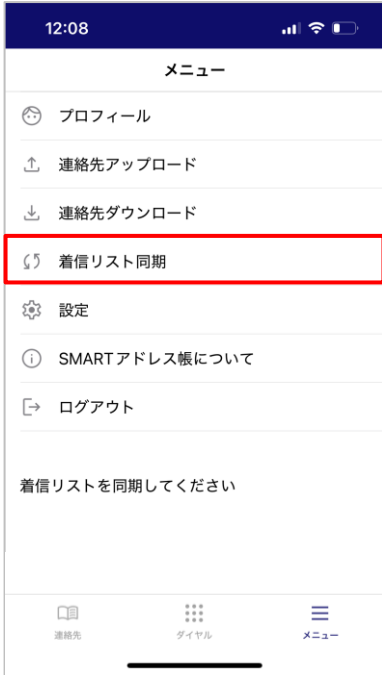 12:08
メニュー
プロフィール
連絡先アップロード
連絡先ダウンロード
着信リスト同期
設定
SMARTアドレス帳について
ログアウト
着信リストを同期してください
連絡先 ダイヤル メニュー